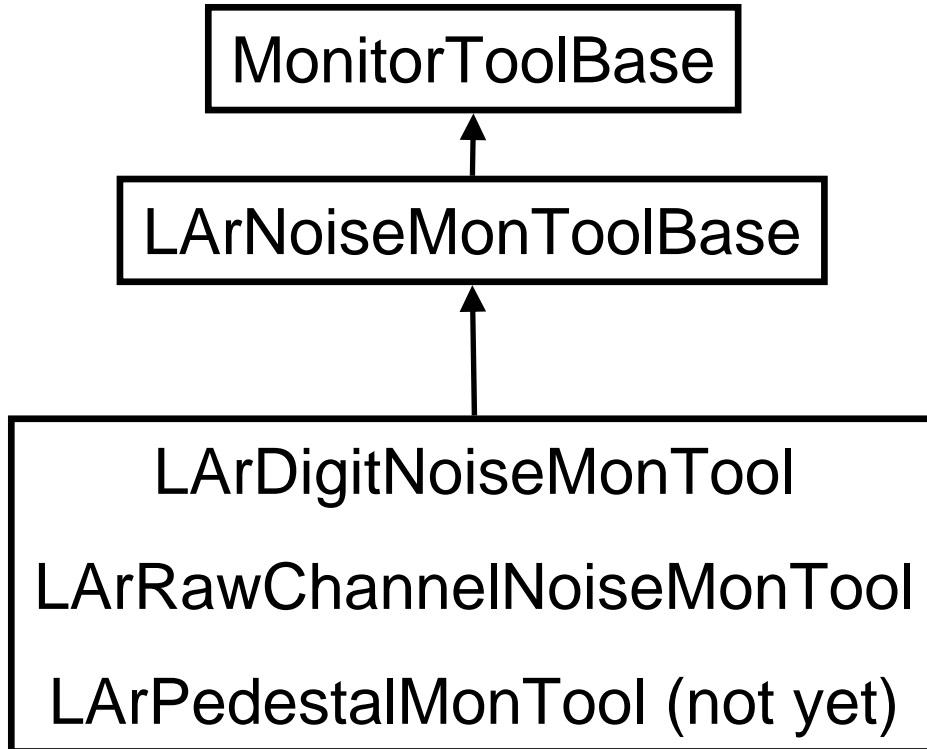 MonitorToolBase
LArNoiseMonToolBase
LArDigitNoiseMonTool
LArRawChannelNoiseMonTool
LArPedestalMonTool (not yet)